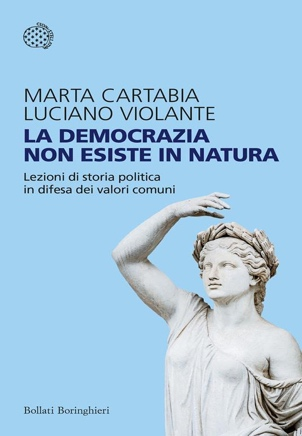 MARTA CARTABIA
LUCIANO VIOLANTE
LA DEMOCRAZIA
NON ESISTE IN NATURA
Lezioni di storia politica
in difesa dei valori comuni
Bollati Boringhieri